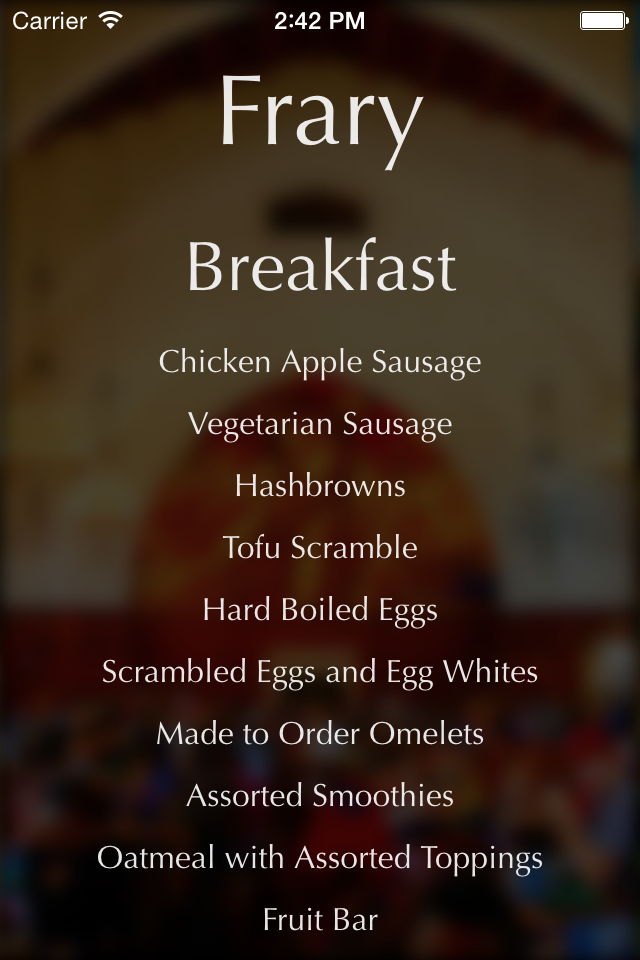 Carrier 2:42 PM
Frary
Breakfast
Chicken Apple Sausage
Vegetarian Sausage
Hashbrowns
Tofu Scramble
Hard Boiled Eggs
Scrambled Eggs and Egg Whites
Made to Order Omelets
Assorted Smoothies
Oatmeal with Assorted Toppings
Fruit Bar